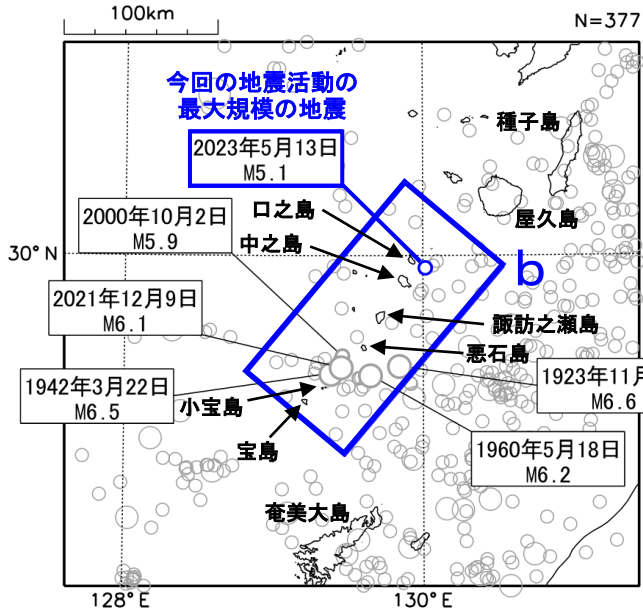 100km
N=377
今回の地震活動の
最大規模の地震
2023年5月13日
M5.1
種子島
屋久島
2000年10月2日
M5.9
口之島
中之島
30°N
b
2021年12月9日
M6.1
諏訪之瀬島
悪石島
1942年3月22日
M6.5
小宝島
宝島
1923年11月
M6.6
1960年5月18日
M6.2
奄美大島
128°E
130°E